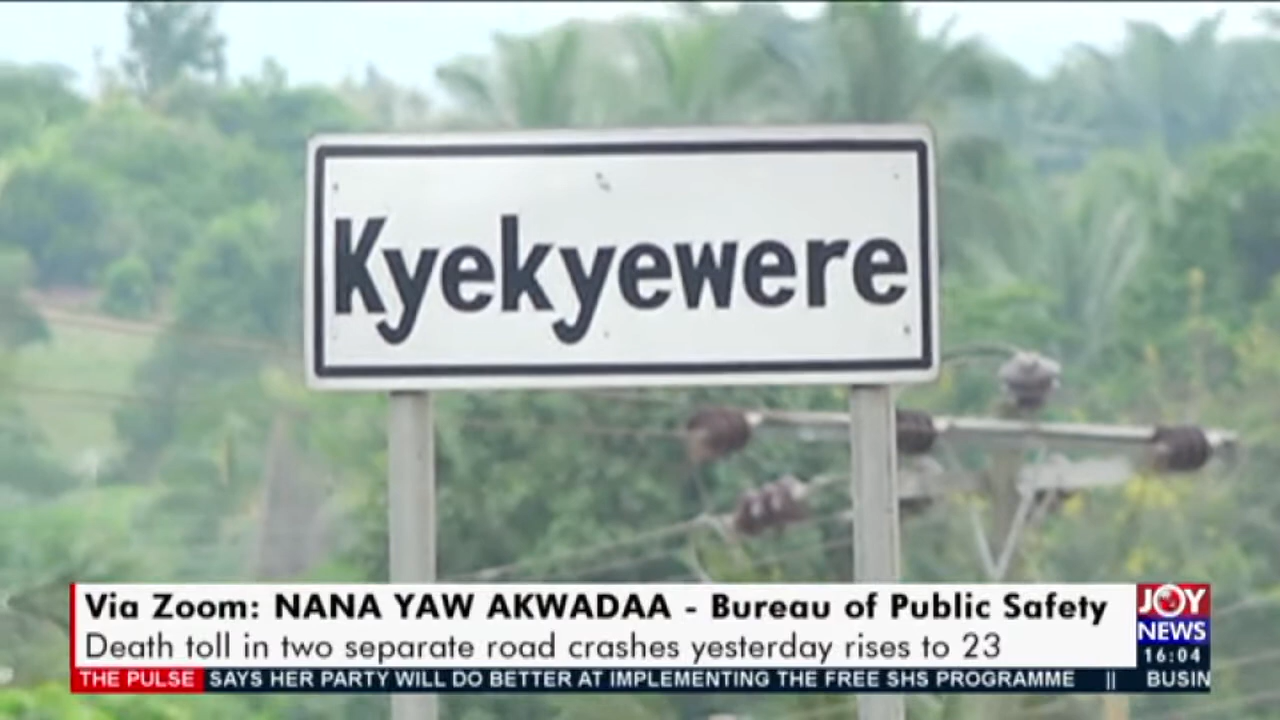 Kyekyewere
Via Zoom: NANA YAW AKWADAA - Bureau of Public Safety
Death toll in two separate road crashes yesterday rises to 23
JOY
NEWS
16:04
THE PULSE SAYS HER PARTY WILL DO BETTER AT IMPLEMENTING THE FREE SHS PROGRAMME || BUSIN